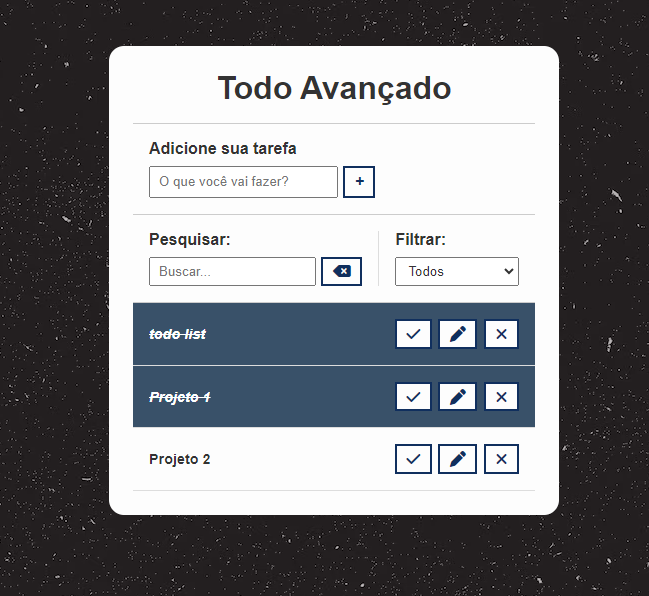 Todo Avançado
Adicione sua tarefa
O que você vai fazer?
+
Pesquisar:
Filtrar:
Buscar...
Todos
todo list
Projeto 1
Projeto 2